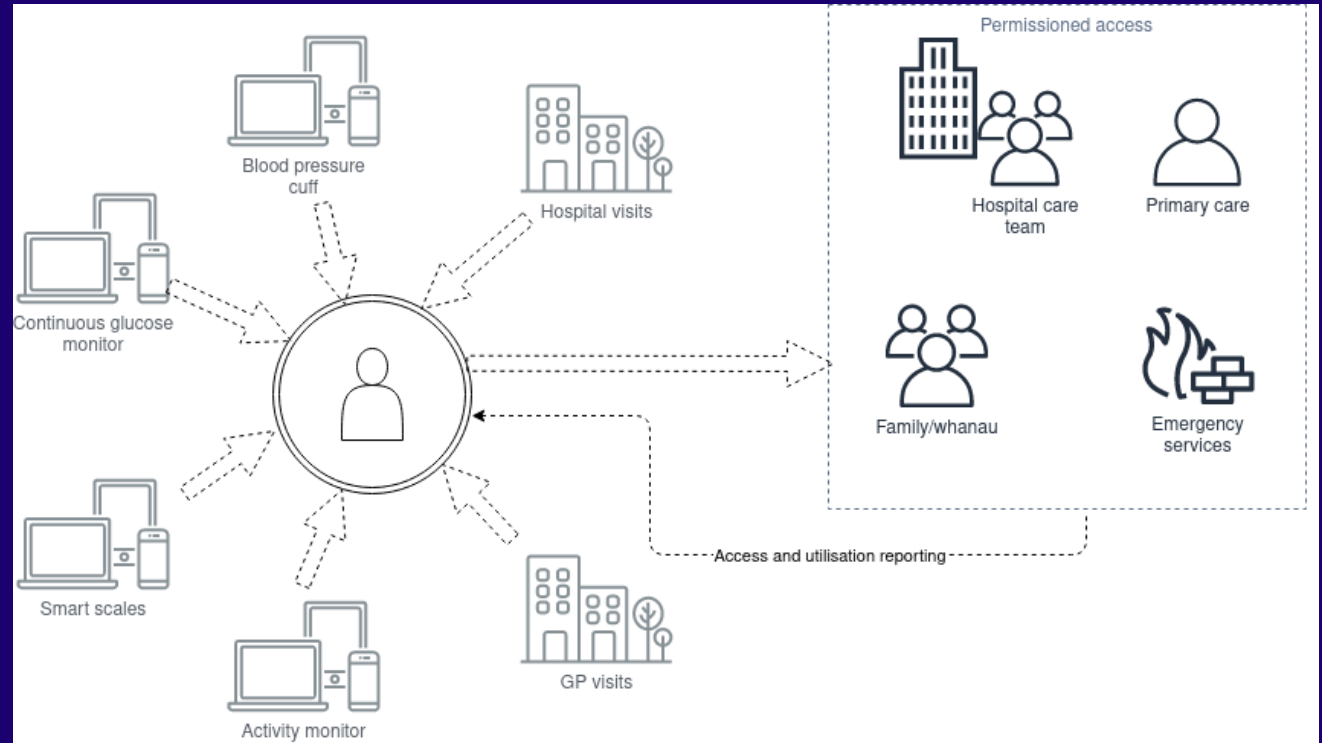 Permissioned access
Blood pressure
cuff
Hospital visits
Hospital care
team
Primary care
Continuous glucose
monitor
Family/whanau
Emergency
services
Access and utilisation reporting
Smart scales
GP visits
Activity monitor